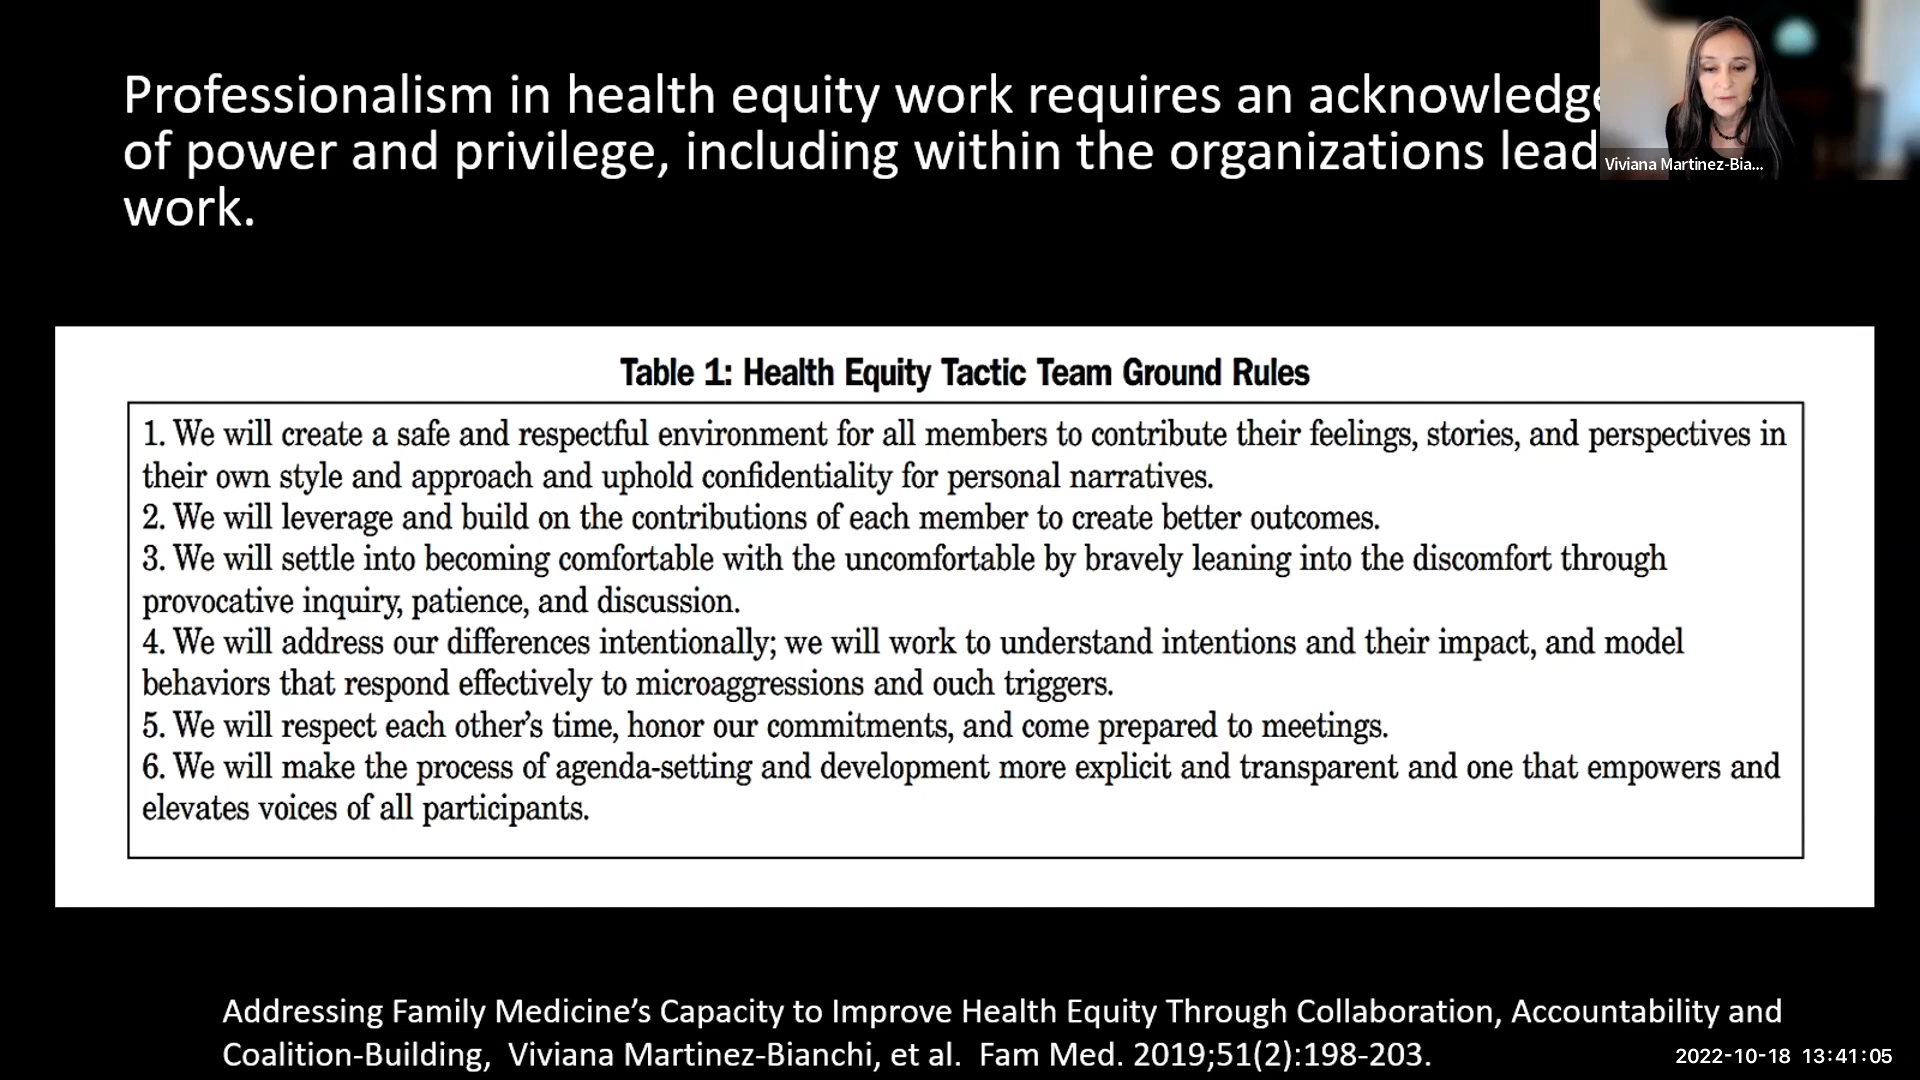 Professionalism in health equity work requires an
of power and privilege, including within the organizations
work.
Viviana Martinez-Bia...
Table 1: Health Equity Tactic Team Ground Rules
1. We will create a safe and respectful environment for all members to contribute their feelings, stories, and perspectives in
their own style and approach and uphold confidentiality for personal narratives.
2. We will leverage and build on the contributions of each member to create better outcomes.
3. We will settle into becoming comfortable with the uncomfortable by bravely leaning into the discomfort through
provocative inquiry, patience, and discussion.
4. We will address our differences intentionally; we will work to understand intentions and their impact, and model
behaviors that respond effectively to microaggressions and ouch triggers.
5. We will respect each other’s time, honor our commitments, and come prepared to meetings.
6. We will make the process of agenda-setting and development more explicit and transparent and one that empowers and
elevates voices of all participants.
Addressing Family Medicine’s Capacity to Improve Health Equity Through Collaboration, Accountability and
Coalition-Building, Viviana Martinez-Bianchi, et al. Fam Med. 2019;51(2):198-203.
2022-10-18 13:41:05